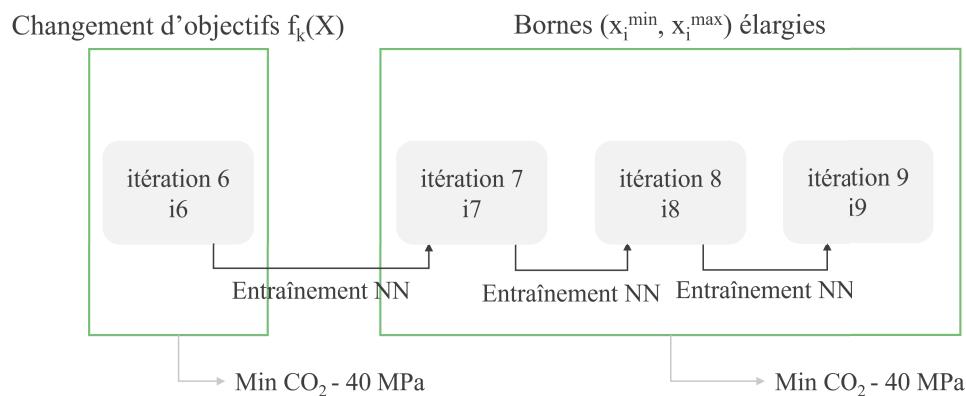 Changement d’objectifs fₖ(X)
Bornes (xᵢᵐⁱⁿ, xᵢᵐᵃˣ) élargies
itération 6
i6
itération 7
i7
itération 8
i8
itération 9
i9
Entraînement NN
Entraînement NN
Entraînement NN
Min CO₂ - 40 MPa
Min CO₂ - 40 MPa